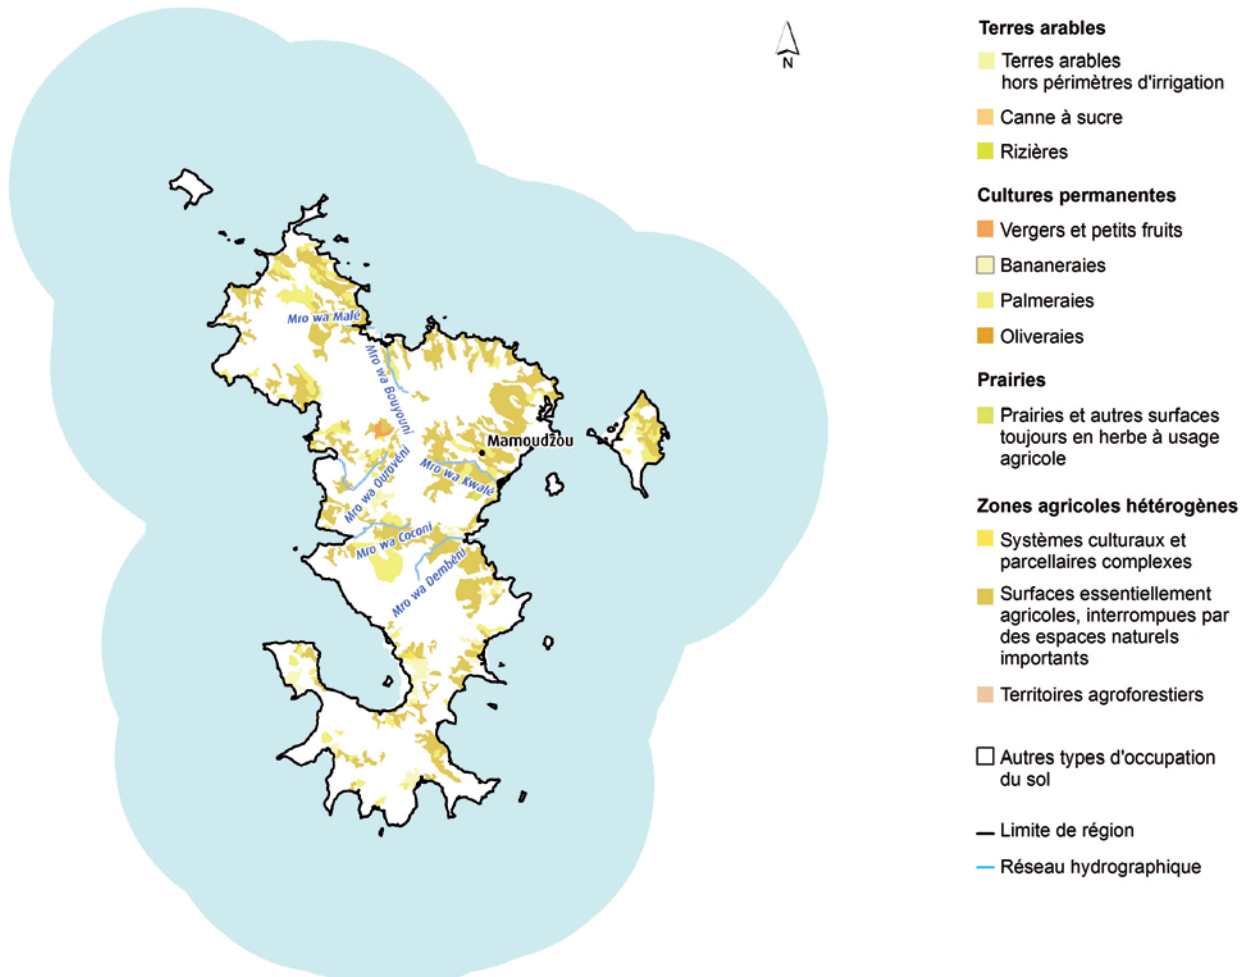 N
Mro wa Malé
Mro wa Bouyouni
Mamoudzou
Mro wa Kwalé
Mro wa Ourovéni
Mro wa Coconi
Mro wa Dembéni
Terres arables
Terres arables
hors périmètres d'irrigation
Canne à sucre
Rizières
Cultures permanentes
Vergers et petits fruits
Bananeraies
Palmeraies
Oliveraies
Prairies
Prairies et autres surfaces
toujours en herbe à usage
agricole
Zones agricoles hétérogènes
Systèmes culturaux et
parcellaires complexes
Surfaces essentiellement
agricoles, interrompues par
des espaces naturels
importants
Territoires agroforestiers
Autres types d'occupation
du sol
Limite de région
Réseau hydrographique